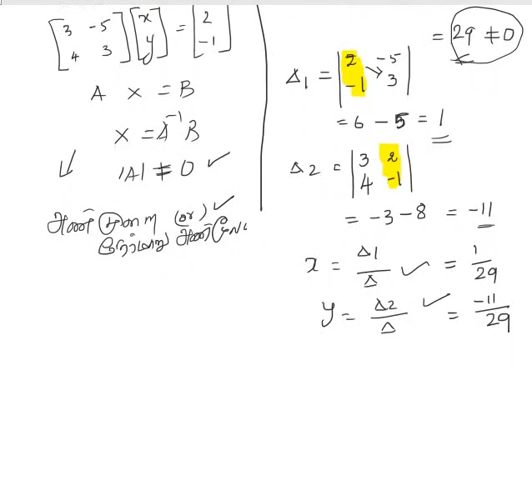 [3 -5 4 3] [x y] = [2 -1]
A x = B
x = A⁻¹ B
|A| ≠ 0 ✓
(or) ✓
= 29 ≠ 0
Δ1 = |2 -5 -1 3|
= 6 - 5 = 1
Δ2 = |3 2 4 -1|
= -3 - 8 = -11
x = Δ1/Δ ✓ = 1/29
y = Δ2/Δ ✓ = -11/29